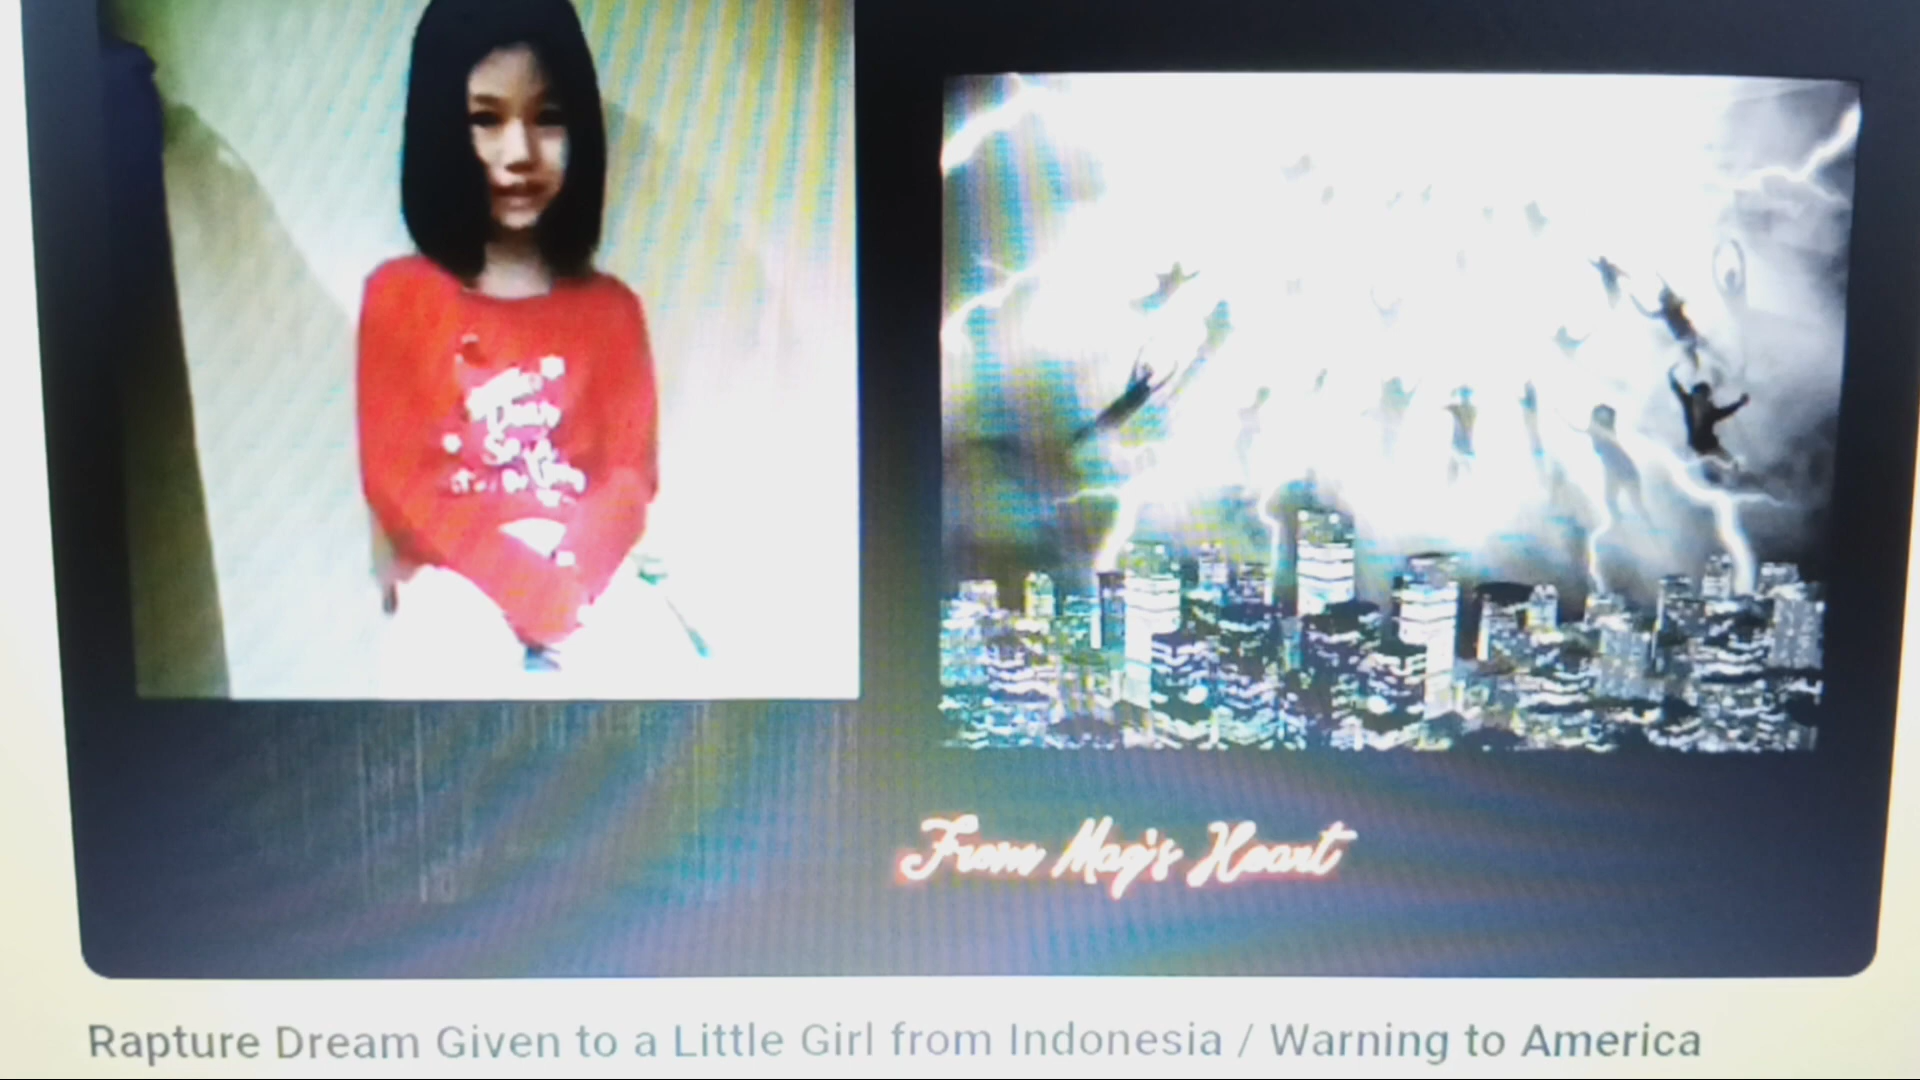 From Mag's Heart
Rapture Dream Given to a Little Girl from Indonesia / Warning to America